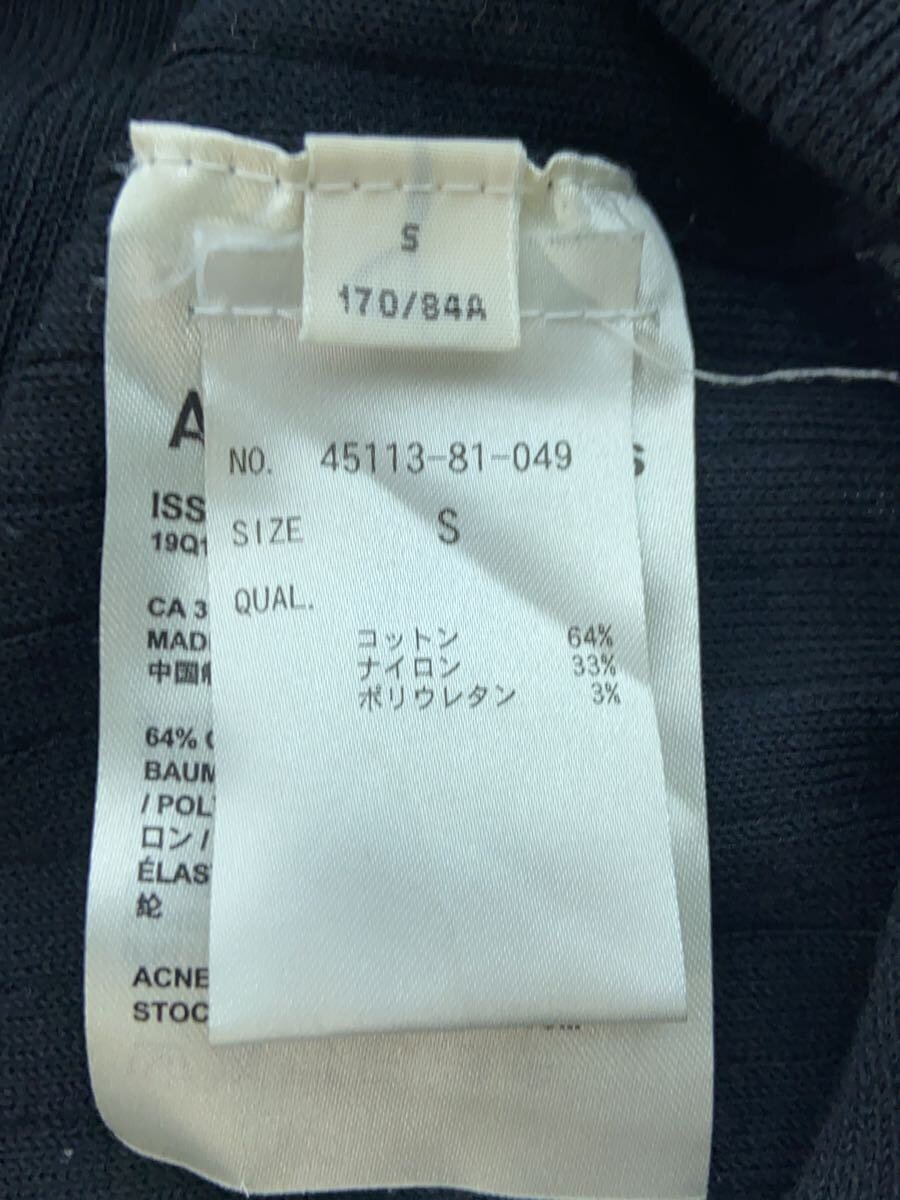 S
170/84A
NO. 45113-81-049
SIZE S
QUAL.
コットン 64%
ナイロン 33%
ポリウレタン 3%
A
s
ISS
19Q1
CA 3
MAD
中国
64%
BAUM
/ POL
ロン /
ÉLAS
綸
ACNE
STOC